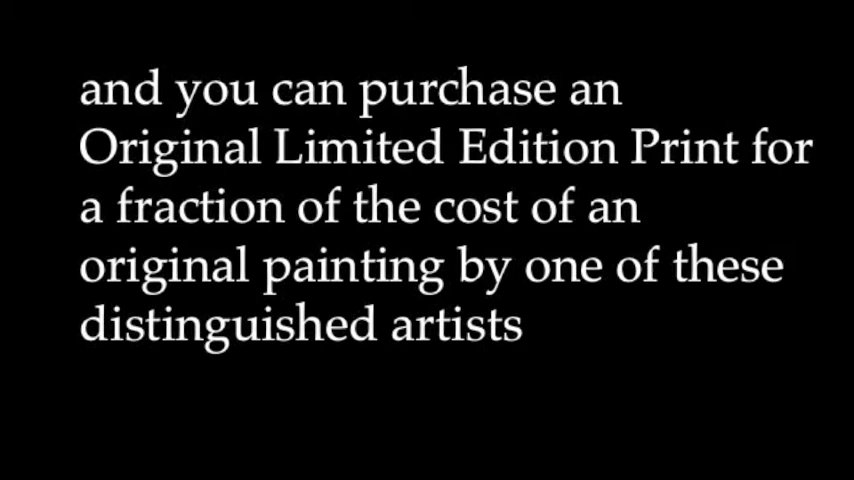 and you can purchase an
Original Limited Edition Print for
a fraction of the cost of an
original painting by one of these
distinguished artists